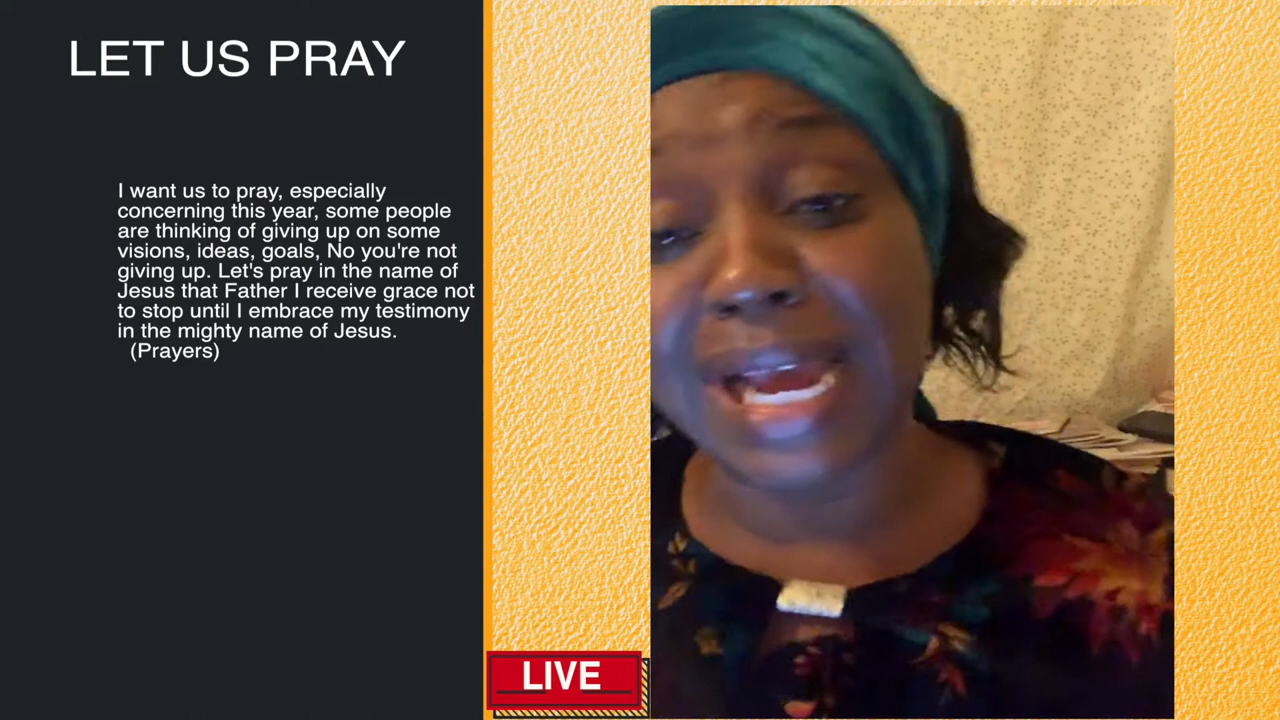 LET US PRAY
I want us to pray, especially
concerning this year, some people
are thinking of giving up on some
visions, ideas, goals, No you're not
giving up. Let's pray in the name of
Jesus that Father I receive grace not
to stop until I embrace my testimony
in the mighty name of Jesus.
(Prayers)
LIVE